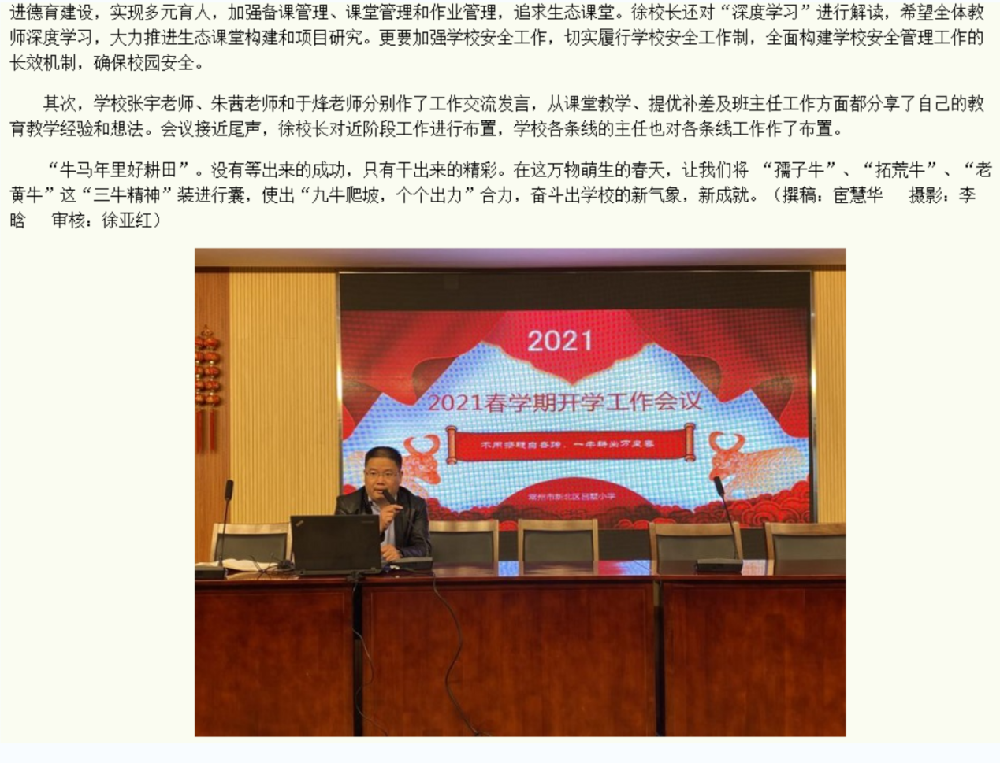 进德育建设，实现多元育人，加强备课管理、课堂管理和作业管理，追求生态课堂。徐校长还对“深度学习”进行解读，希望全体教
师深度学习，大力推进生态课堂构建和项目研究。更要加强学校安全工作，切实履行学校安全工作制，全面构建学校安全管理工作的
长效机制，确保校园安全。
其次，学校张宇老师、朱茜老师和于烽老师分别作了工作交流发言，从课堂教学、提优补差及班主任工作方面都分享了自己的教
育教学经验和想法。会议接近尾声，徐校长对近阶段工作进行布置，学校各条线的主任也对各条线工作作了布置。
“牛马年里好耕田”。没有等出来的成功，只有干出来的精彩。在这万物萌生的春天，让我们将 “孺子牛”、“拓荒牛”、“老
黄牛”这“三牛精神”装进行囊，使出“九牛爬坡，个个出力”合力，奋斗出学校的新气象，新成就。（撰稿：宦慧华 摄影：李
晗 审核：徐亚红）
2021
2021春学期开学工作会议
常州市新北区吕墅小学